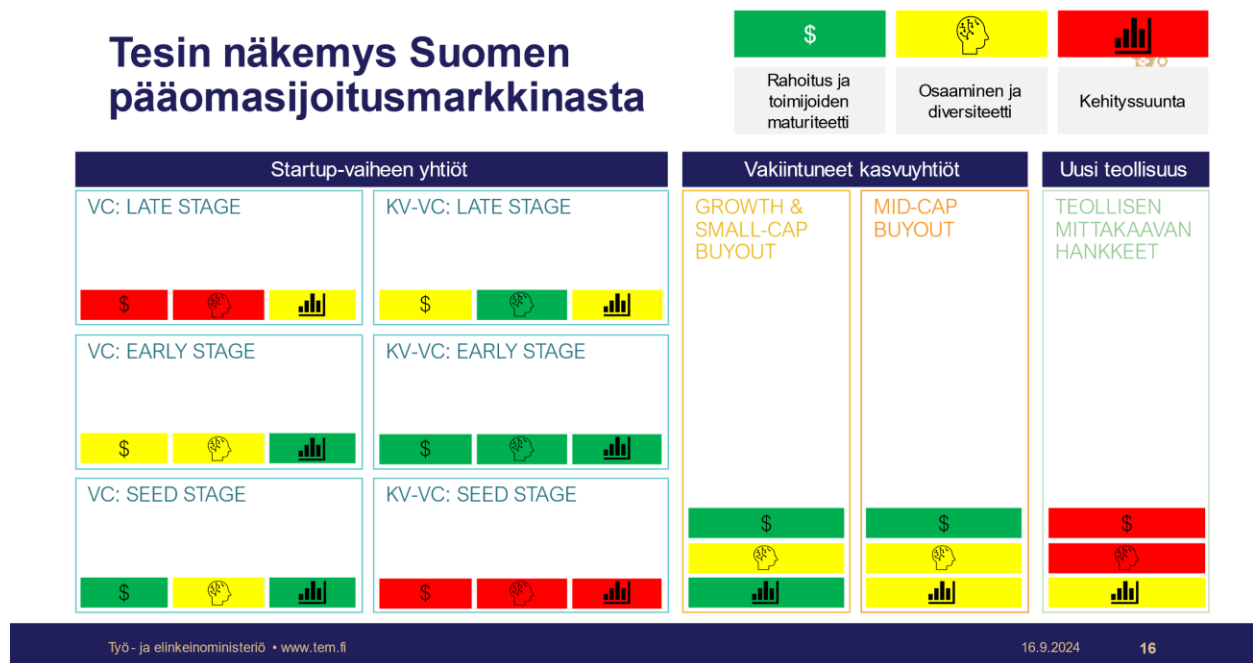 Tesin näkemys Suomen
pääomasijoitusmarkkinasta
$
Rahoitus ja
toimijoiden
maturiteetti
Osaaminen ja
diversiteetti
Kehityssuunta
Startup-vaiheen yhtiöt
Vakiintuneet kasvuyhtiöt
Uusi teollisuus
VC: LATE STAGE
$
KV-VC: LATE STAGE
$
VC: EARLY STAGE
$
KV-VC: EARLY STAGE
$
VC: SEED STAGE
$
KV-VC: SEED STAGE
$
GROWTH &
SMALL-CAP
BUYOUT
$
MID-CAP
BUYOUT
$
TEOLLISEN
MITTAKAAVAN
HANKKEET
$
Työ- ja elinkeinoministeriö • www.tem.fi
16.9.2024
16